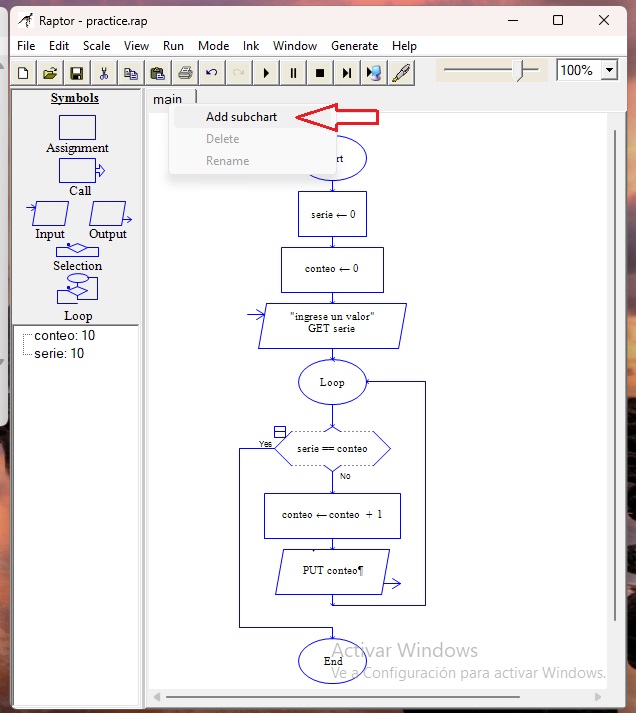 Raptor - practice.rap
File Edit Scale View Run Mode Ink Window Generate Help
100%
Symbols
Assignment
Call
Input Output
Selection
Loop
conteo: 10
serie: 10
main
Add subchart
Delete
Rename
rt
serie ← 0
conteo ← 0
"ingrese un valor"
GET serie
Loop
Yes
serie == conteo
No
conteo ← conteo + 1
PUT conteo¶
End
Activar Windows
Ve a Configuración para activar Windows.